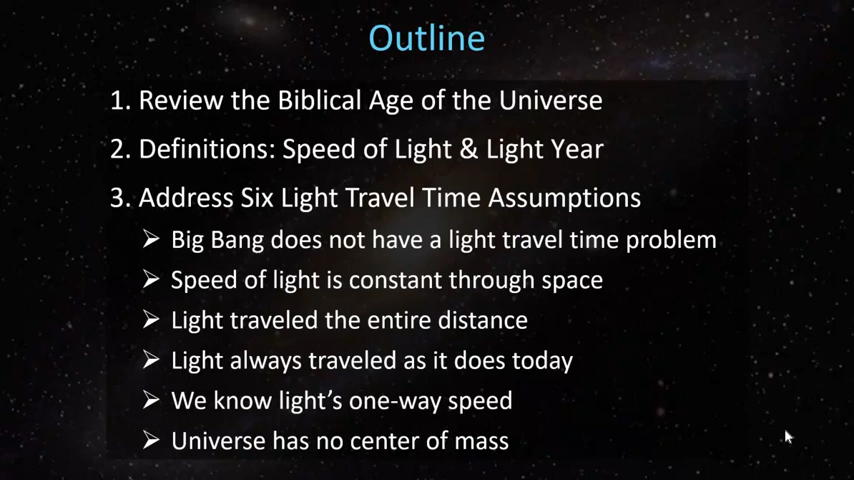 Outline
1. Review the Biblical Age of the Universe
2. Definitions: Speed of Light & Light Year
3. Address Six Light Travel Time Assumptions
➢ Big Bang does not have a light travel time problem
➢ Speed of light is constant through space
➢ Light traveled the entire distance
➢ Light always traveled as it does today
➢ We know light’s one-way speed
➢ Universe has no center of mass